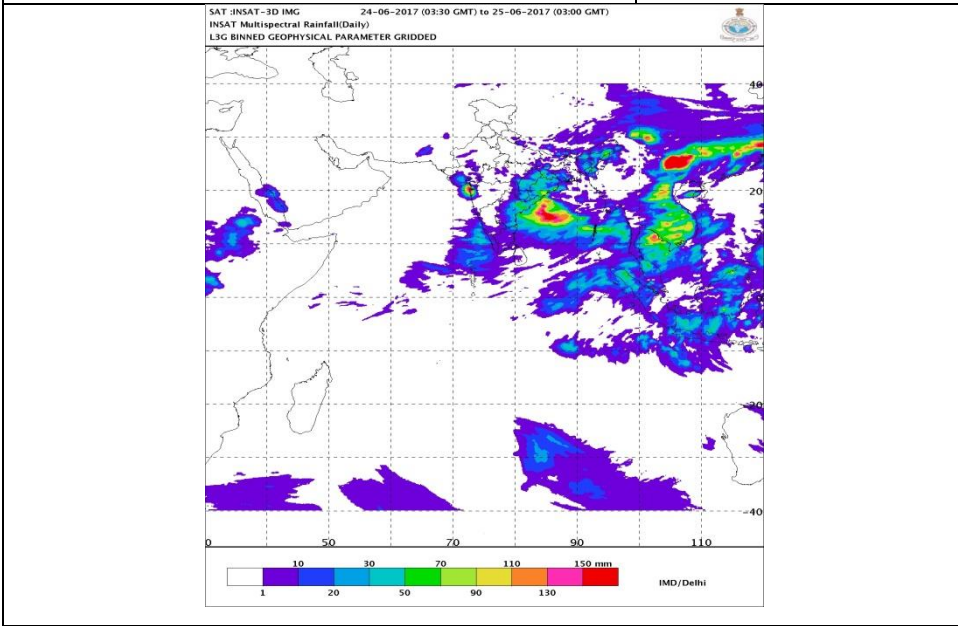 SAT :INSAT-3D IMG 24-06-2017 (03:30 GMT) to 25-06-2017 (03:00 GMT)
INSAT Multispectral Rainfall(Daily)
L3G BINNED GEOPHYSICAL PARAMETER GRIDDED
40
20
-20
-40
50 70 90 110
10 30 70 110 150 mm
1 20 50 90 130
IMD/Delhi